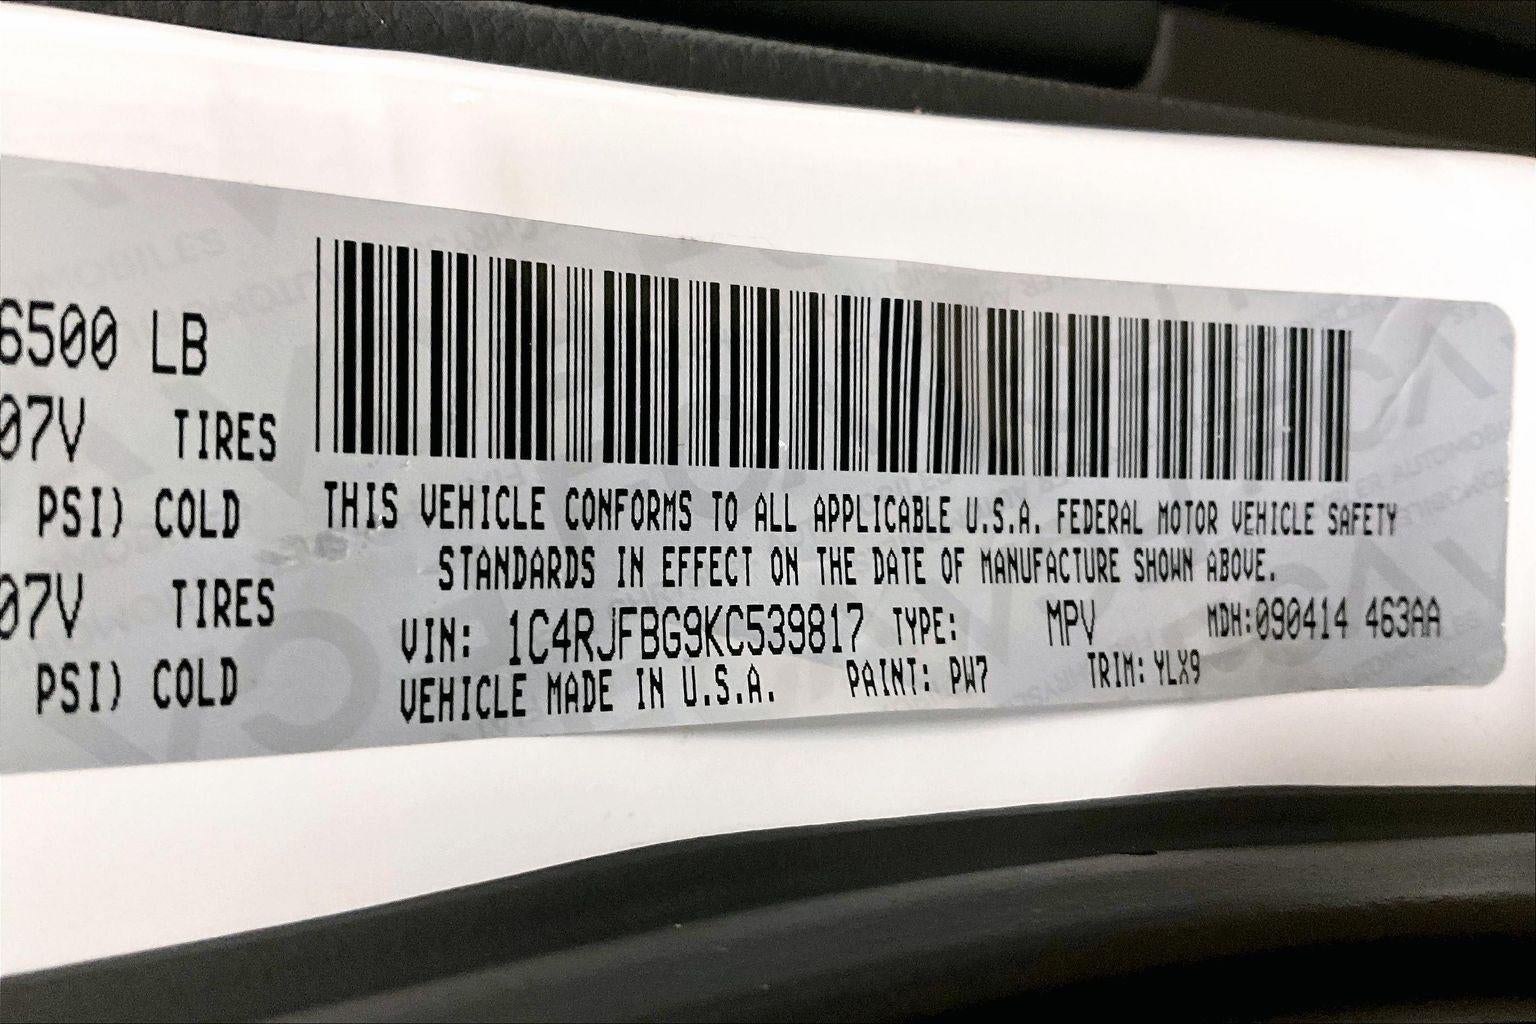 6500 LB
07V TIRES
PSI) COLD
07V TIRES
PSI) COLD
THIS VEHICLE CONFORMS TO ALL APPLICABLE U.S.A. FEDERAL MOTOR VEHICLE SAFETY
STANDARDS IN EFFECT ON THE DATE OF MANUFACTURE SHOWN ABOVE.
VIN: 1C4RJFBG9KC539817 TYPE: MPV MDH:090414 463AA
VEHICLE MADE IN U.S.A. PAINT: PW7 TRIM: YLX9